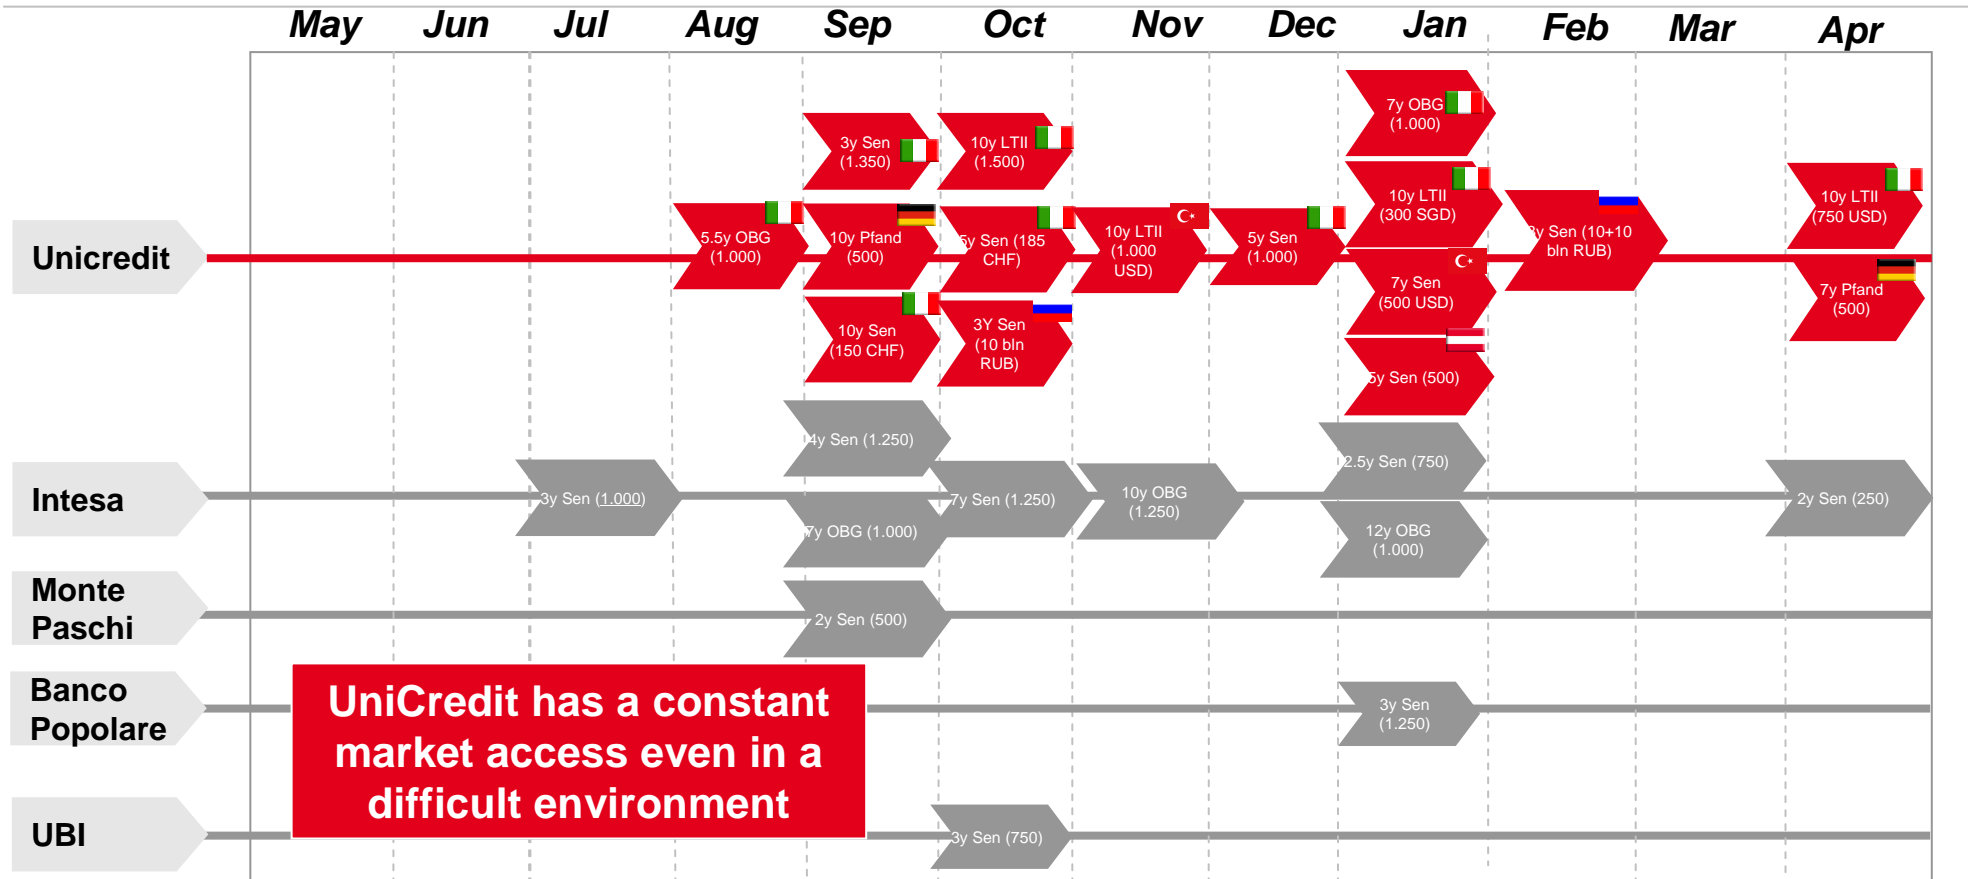 May Jun Jul Aug Sep Oct Nov Dec Jan Feb Mar Apr
Unicredit
5.5y OBG
(1.000)
3y Sen
(1.350)
10y Pfand
(500)
10y Sen
(150 CHF)
10y LTII
(1.500)
5y Sen (185
CHF)
3Y Sen
(10 bln
RUB)
10y LTII
(1.000
USD)
5y Sen
(1.000)
7y OBG
(1.000)
10y LTII
(300 SGD)
7y Sen
(500 USD)
5y Sen (500)
Sen (10+10
bln RUB)
10y LTII
(750 USD)
7y Pfand
(500)
Intesa
3y Sen (1.000)
4y Sen (1.250)
7y OBG (1.000)
7y Sen (1.250)
10y OBG
(1.250)
2.5y Sen (750)
12y OBG
(1.000)
2y Sen (250)
Monte
Paschi
2y Sen (500)
Banco
Popolare
3y Sen
(1.250)
UniCredit has a constant
market access even in a
difficult environment
UBI
3y Sen (750)